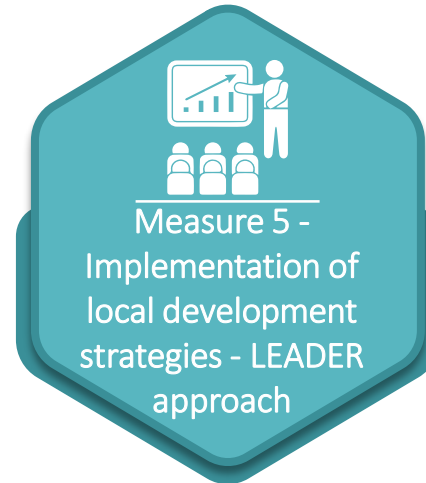 Measure 5 -
Implementation of
local development
strategies - LEADER
approach